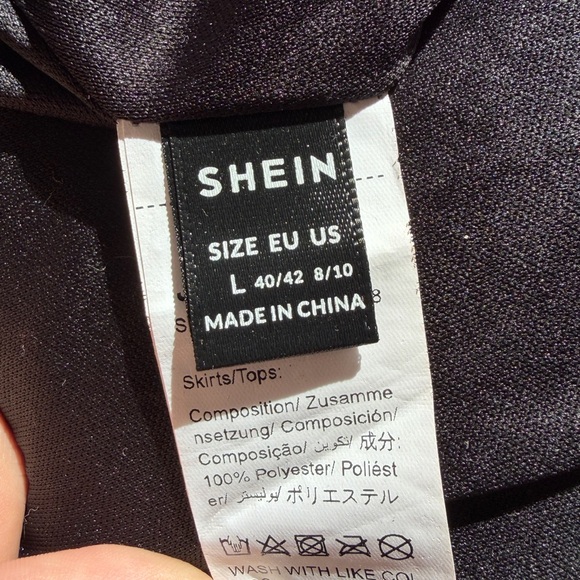 SHEIN
SIZE EU US
L 40/42 8/10
MADE IN CHINA
Skirts/Tops:
Composition/ Zusamme
nsetzung/ Composición/
Composição/ تكوين/ 成分:
100% Polyester/ Poliést
er/ بوليستر/ ポリエステル
WASH WITH LIKE COL